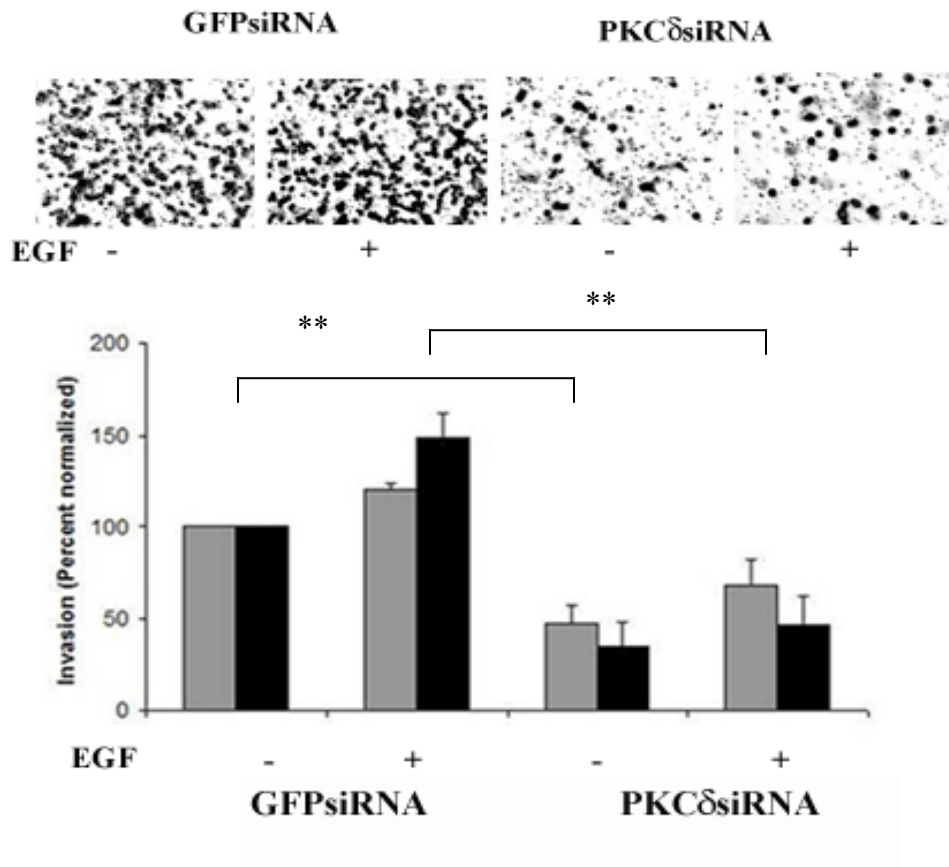 GFPsiRNA
PKCδsiRNA
EGF - + - +
**
**
200
150
100
50
0
Invasion (Percent normalized)
EGF - + - +
GFPsiRNA
PKCδsiRNA